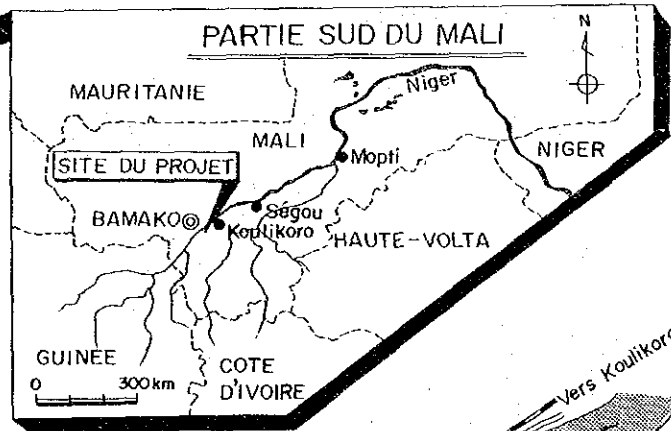 PARTIE SUD DU MALI
N
MAURITANIE
Niger
MALI
NIGER
SITE DU PROJET
Mopti
BAMAKO
Ségou
Koulikoro
HAUTE-VOLTA
GUINEE
COTE
D'IVOIRE
0 300km
Vers Koulikoro